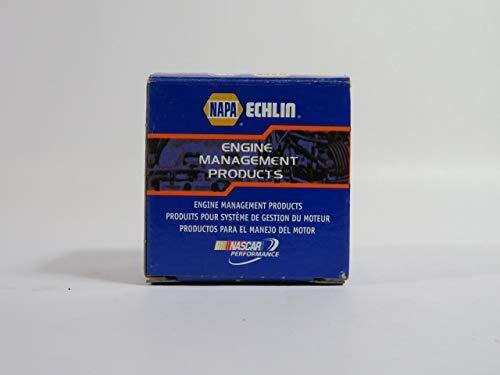 NAPA ECHLIN
ENGINE
MANAGEMENT
PRODUCTS
ENGINE MANAGEMENT PRODUCTS
PRODUITS POUR SYSTÈME DE GESTION DU MOTEUR
PRODUCTOS PARA EL MANEJO DEL MOTOR
NASCAR
PERFORMANCE